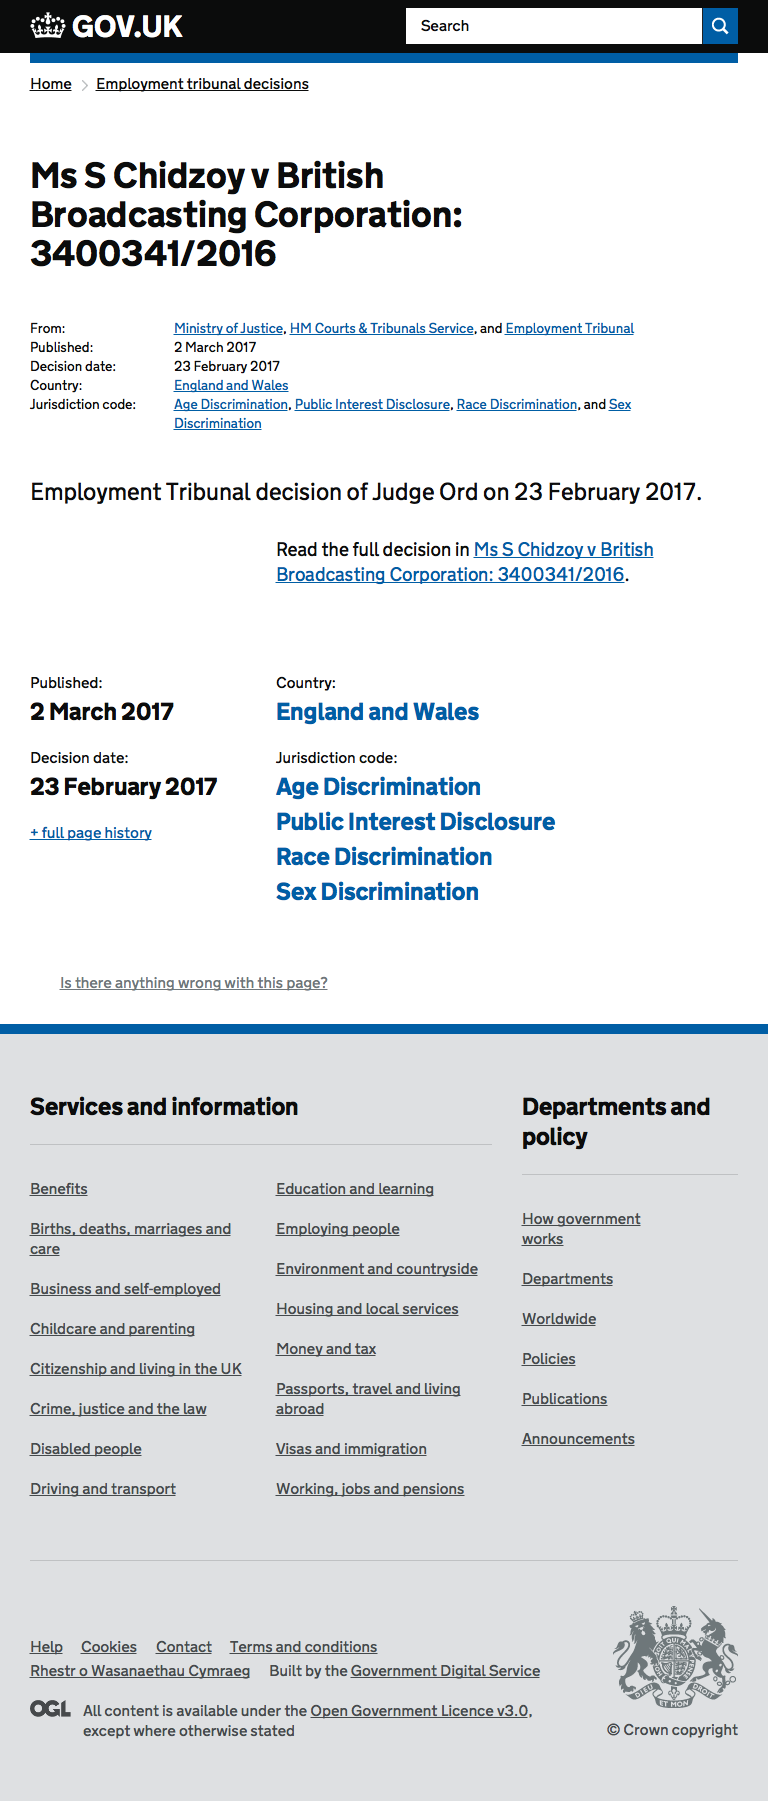 GOV.UK
Search
Home
Employment tribunal decisions
Ms S Chidzoy v British
Broadcasting Corporation:
3400341/2016
From: Ministry of Justice, HM Courts & Tribunals Service, and Employment Tribunal
Published: 2 March 2017
Decision date: 23 February 2017
Country: England and Wales
Jurisdiction code: Age Discrimination, Public Interest Disclosure, Race Discrimination, and Sex
Discrimination
Employment Tribunal decision of Judge Ord on 23 February 2017.
Read the full decision in Ms S Chidzoy v British
Broadcasting Corporation: 3400341/2016.
Published:
2 March 2017
Decision date:
23 February 2017
+ full page history
Country:
England and Wales
Jurisdiction code:
Age Discrimination
Public Interest Disclosure
Race Discrimination
Sex Discrimination
Is there anything wrong with this page?
Services and information
Benefits
Births, deaths, marriages and
care
Business and self-employed
Childcare and parenting
Citizenship and living in the UK
Crime, justice and the law
Disabled people
Driving and transport
Education and learning
Employing people
Environment and countryside
Housing and local services
Money and tax
Passports, travel and living
abroad
Visas and immigration
Working, jobs and pensions
Departments and
policy
How government
works
Departments
Worldwide
Policies
Publications
Announcements
Help Cookies Contact Terms and conditions
Rhestr o Wasanaethau Cymraeg Built by the Government Digital Service
OGL All content is available under the Open Government Licence v3.0,
except where otherwise stated
DIEU ET MON DROIT
© Crown copyright